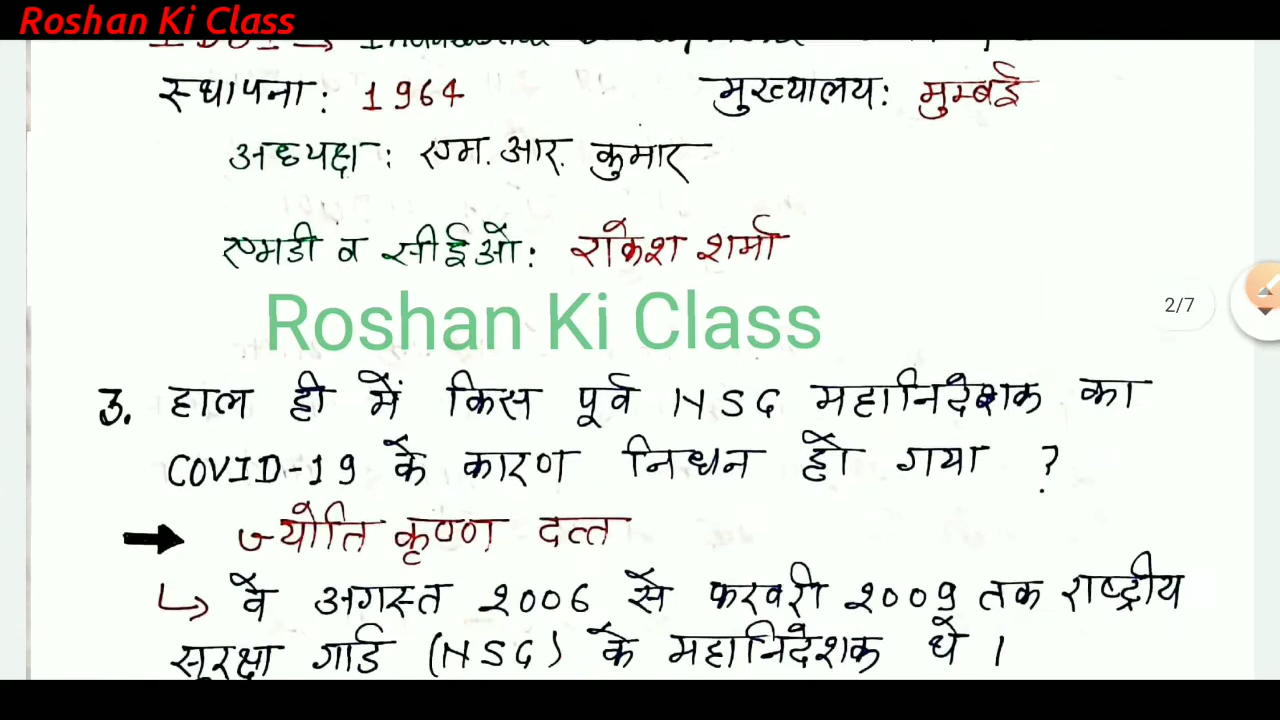 Roshan Ki Class
स्थापना: 1964 मुख्यालय: मुम्बई
अध्यक्ष: एम. आर. कुमार
एमडी व सीईओ: राकेश शर्मा
Roshan Ki Class
2/7
3. हाल ही में किस पूर्व NSG महानिदेशक का
COVID-19 के कारण निधन हो गया ?
ज्योति कृष्ण दत्त
वे अगस्त 2006 से फरवरी 2009 तक राष्ट्रीय
सुरक्षा गार्ड (NSG) के महानिदेशक थे ।